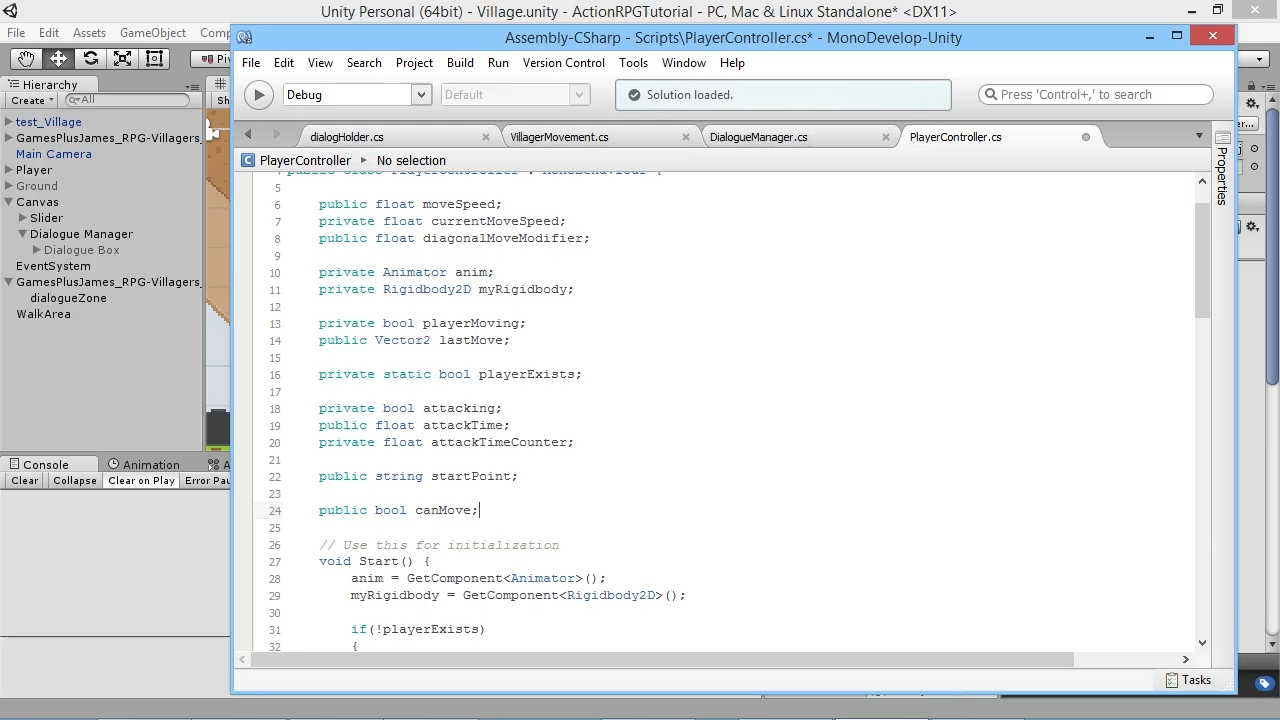 Unity Personal (64bit) - Village.unity - ActionRPGTutorial - PC, Mac & Linux Standalone* <DX11>
File Edit Assets GameObject Comp
Piv
Hierarchy
Create All
Sh
test_Village
GamesPlusJames_RPG-Villagers_
Main Camera
Player
Ground
Canvas
Slider
Dialogue Manager
Dialogue Box
EventSystem
GamesPlusJames_RPG-Villagers_
dialogueZone
WalkArea
Console Animation A
Clear Collapse Clear on Play Error Pau
Assembly-CSharp - Scripts\PlayerController.cs* - MonoDevelop-Unity
File Edit View Search Project Build Run Version Control Tools Window Help
Debug Default Solution loaded. Press 'Control+,' to search
dialogHolder.cs VillagerMovement.cs DialogueManager.cs PlayerController.cs
PlayerController No selection
Properties
5
6 public float moveSpeed;
7 private float currentMoveSpeed;
8 public float diagonalMoveModifier;
9
10 private Animator anim;
11 private Rigidbody2D myRigidbody;
12
13 private bool playerMoving;
14 public Vector2 lastMove;
15
16 private static bool playerExists;
17
18 private bool attacking;
19 public float attackTime;
20 private float attackTimeCounter;
21
22 public string startPoint;
23
24 public bool canMove;
25
26 // Use this for initialization
27 void Start() {
28 anim = GetComponent<Animator>();
29 myRigidbody = GetComponent<Rigidbody2D>();
30
31 if(!playerExists)
32 {
Tasks